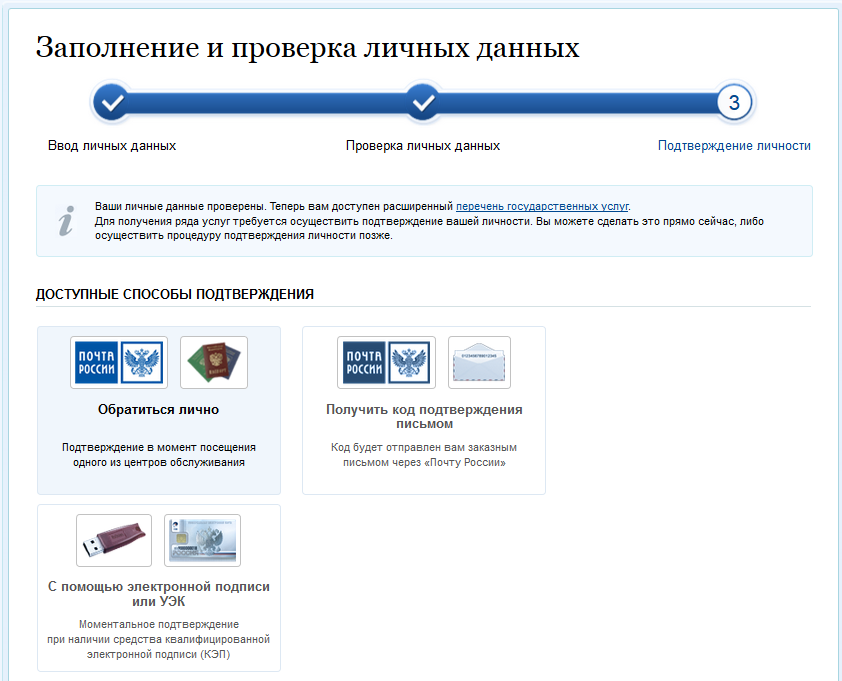 Заполнение и проверка личных данных
3
Ввод личных данных
Проверка личных данных
Подтверждение личности
Ваши личные данные проверены. Теперь вам доступен расширенный перечень государственных услуг.
Для получения ряда услуг требуется осуществить подтверждение вашей личности. Вы можете сделать это прямо сейчас, либо
осуществить процедуру подтверждения личности позже.
ДОСТУПНЫЕ СПОСОБЫ ПОДТВЕРЖДЕНИЯ
ПОЧТА
РОССИИ
Обратиться лично
Подтверждение в момент посещения
одного из центров обслуживания
ПОЧТА
РОССИИ
Получить код подтверждения
письмом
Код будет отправлен вам заказным
письмом через «Почту России»
С помощью электронной подписи
или УЭК
Моментальное подтверждение
при наличии средства квалифицированной
электронной подписи (КЭП)